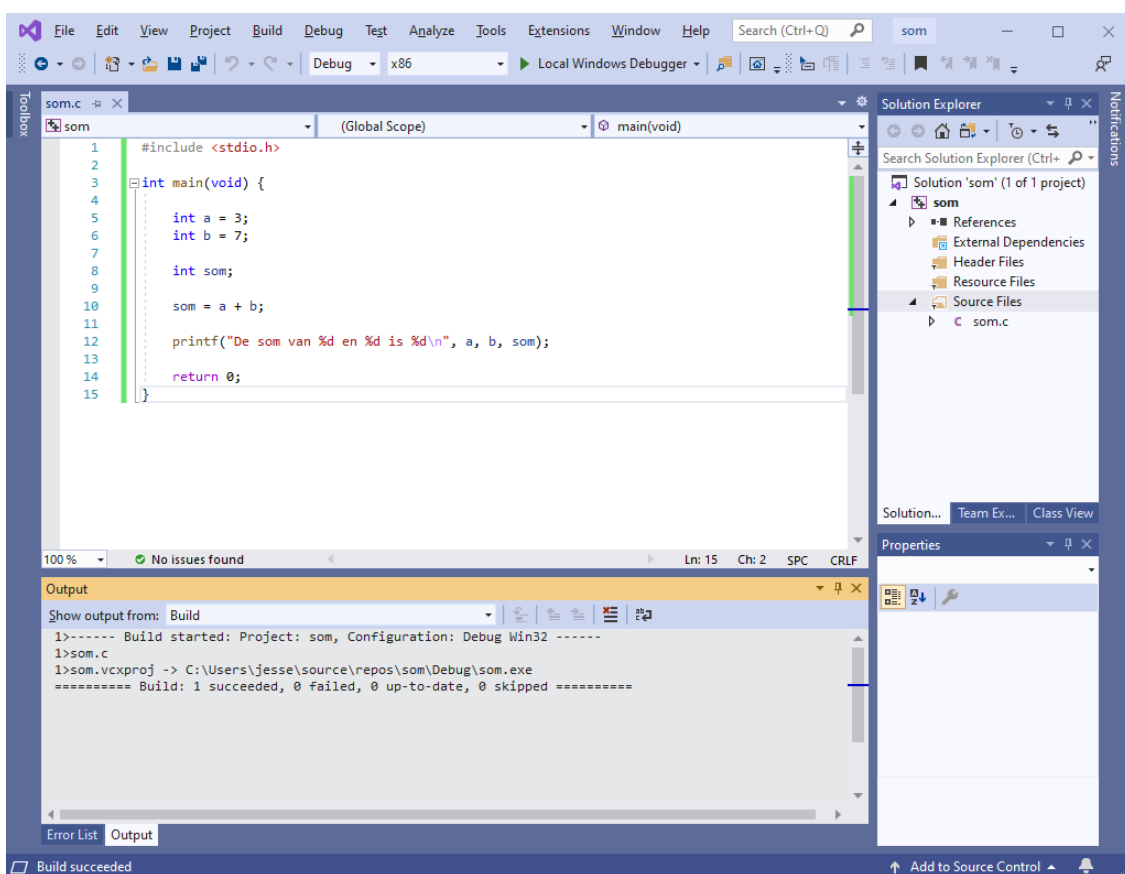 File Edit View Project Build Debug Test Analyze Tools Extensions Window Help Search (Ctrl+Q) som
Debug x86 Local Windows Debugger
Toolbox
som.c
som (Global Scope) main(void)
1 #include <stdio.h>
2
3 int main(void) {
4
5 int a = 3;
6 int b = 7;
7
8 int som;
9
10 som = a + b;
11
12 printf("De som van %d en %d is %d\n", a, b, som);
13
14 return 0;
15 }
100 % No issues found Ln: 15 Ch: 2 SPC CRLF
Output
Show output from: Build
1>------ Build started: Project: som, Configuration: Debug Win32 ------
1>som.c
1>som.vcxproj -> C:\Users\jesse\source\repos\som\Debug\som.exe
========== Build: 1 succeeded, 0 failed, 0 up-to-date, 0 skipped ==========
Error List Output
Solution Explorer
Search Solution Explorer (Ctrl+
Solution 'som' (1 of 1 project)
som
References
External Dependencies
Header Files
Resource Files
Source Files
C som.c
Solution... Team Ex... Class View
Properties
Notifications
Build succeeded Add to Source Control